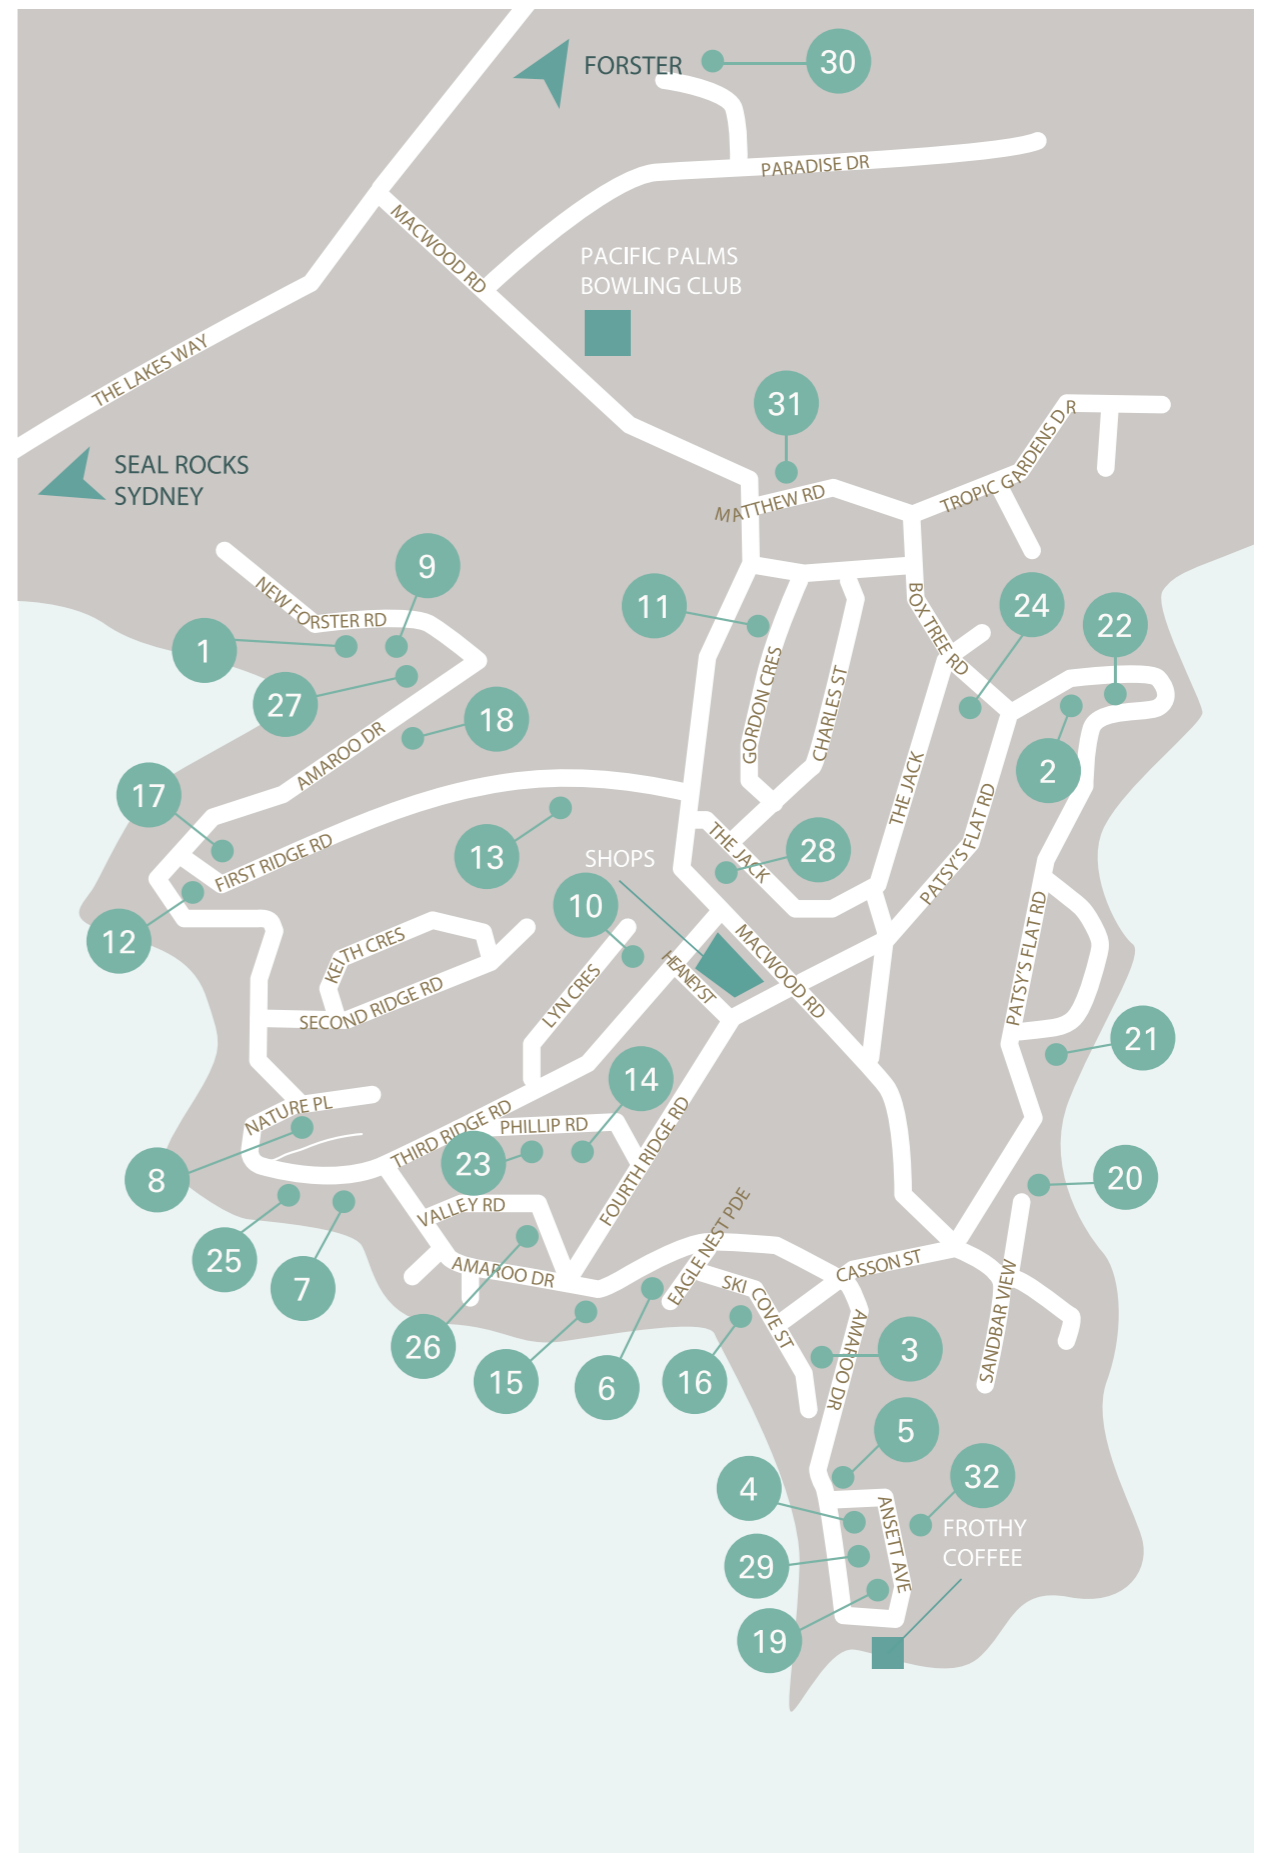 FORSTER
30
PARADISE DR
MACWOOD RD
PACIFIC PALMS
BOWLING CLUB
THE LAKES WAY
31
SEAL ROCKS
SYDNEY
MATTHEW RD
TROPIC GARDENS DR
9
NEW FORSTER RD
1
27
18
AMAROO DR
11
GORDON CRES
CHARLES ST
BOX TREE RD
24
22
2
THE JACK
PATSY'S FLAT RD
17
FIRST RIDGE RD
13
SHOPS
THE JACK
28
12
10
KEITH CRES
SECOND RIDGE RD
LYN CRES
HEANEY ST
MACWOOD RD
PATSY'S FLAT RD
21
14
NATURE PL
THIRD RIDGE RD
PHILLIP RD
23
FOURTH RIDGE RD
8
20
25
7
VALLEY RD
26
AMAROO DR
EAGLE NEST PDE
SKI COVE ST
CASSON ST
SANDBAR VIEW
15
6
16
3
AMAROO DR
5
4
32
ANSETT AVE
FROTHY
COFFEE
29
19